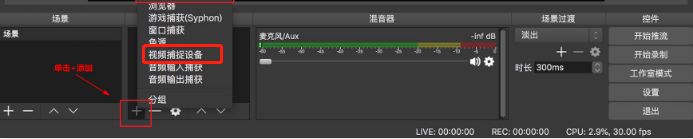 场景
浏览器
游戏捕获(Syphon)
窗口捕获
色源
视频捕捉设备
音频输入捕获
音频输出捕获
分组
场景
单击+添加
混音器
麦克风/Aux
-inf dB
场景过渡
淡出
时长 300ms
控件
开始推流
开始录制
工作室模式
设置
退出
LIVE: 00:00:00 REC: 00:00:00 CPU: 2.9%, 30.00 fps